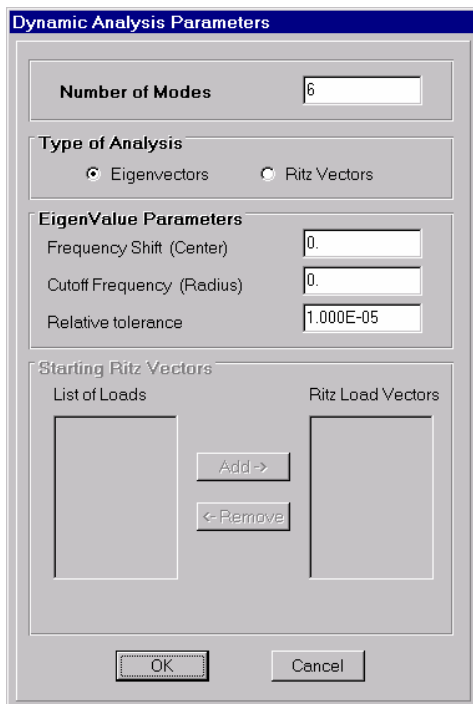 Dynamic Analysis Parameters
Number of Modes 6
Type of Analysis
Eigenvectors Ritz Vectors
EigenValue Parameters
Frequency Shift (Center) 0.
Cutoff Frequency (Radius) 0.
Relative tolerance 1.000E-05
Starting Ritz Vectors
List of Loads Ritz Load Vectors
Add ->
<- Remove
OK Cancel